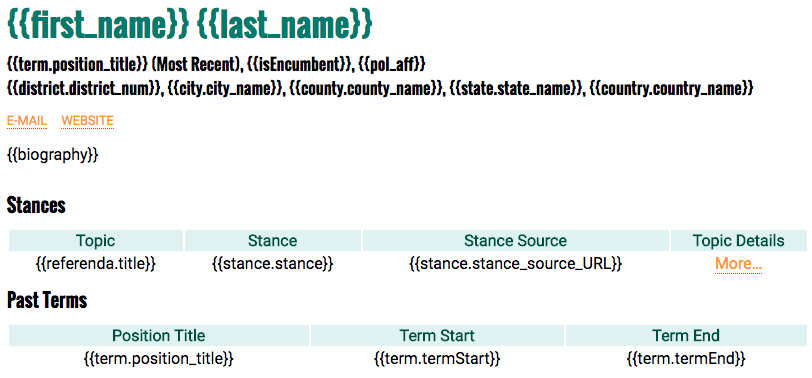 {{first_name}} {{last_name}}
{{term.position_title}} (Most Recent), {{isEncumbent}}, {{pol_aff}}
{{district.district_num}}, {{city.city_name}}, {{county.county_name}}, {{state.state_name}}, {{country.country_name}}
E-MAIL WEBSITE
{{biography}}
Stances
Topic Stance Stance Source Topic Details
{{referenda.title}} {{stance.stance}} {{stance.stance_source_URL}} More...
Past Terms
Position Title Term Start Term End
{{term.position_title}} {{term.termStart}} {{term.termEnd}}